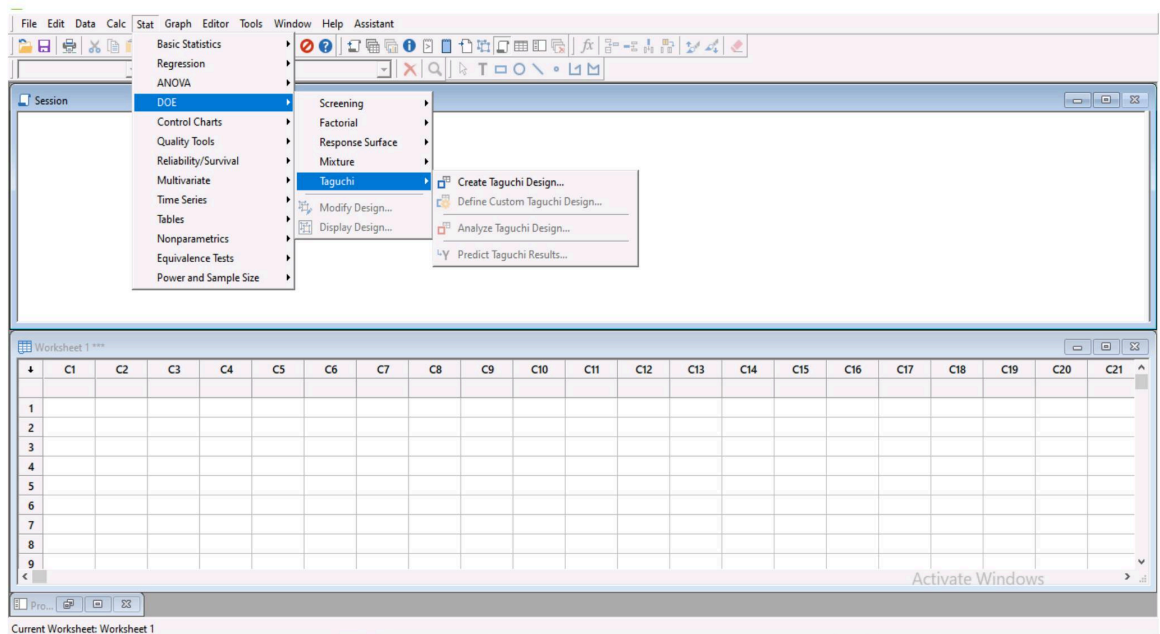 File Edit Data Calc Stat Graph Editor Tools Window Help Assistant
Basic Statistics
Regression
ANOVA
DOE
Control Charts
Quality Tools
Reliability/Survival
Multivariate
Time Series
Tables
Nonparametrics
Equivalence Tests
Power and Sample Size
Screening
Factorial
Response Surface
Mixture
Taguchi
Modify Design...
Display Design...
Create Taguchi Design...
Define Custom Taguchi Design...
Analyze Taguchi Design...
Predict Taguchi Results...
Session
Worksheet 1 ***
C1 C2 C3 C4 C5 C6 C7 C8 C9 C10 C11 C12 C13 C14 C15 C16 C17 C18 C19 C20 C21
1
2
3
4
5
6
7
8
9
Activate Windows
Pro...
Current Worksheet: Worksheet 1